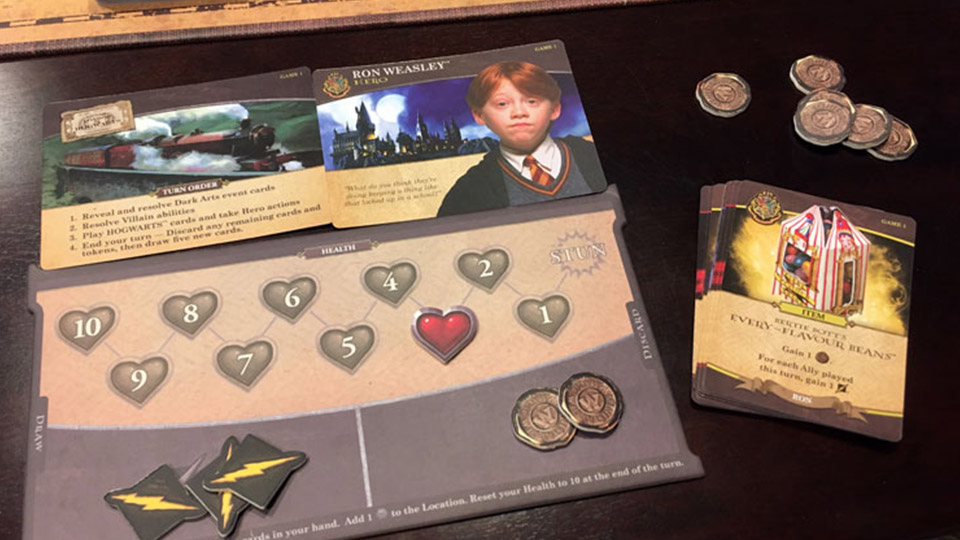 GAME 1
TURN ORDER
1. Reveal and resolve Dark Arts event cards
2. Resolve Villain abilities
3. Play HOGWARTS™ cards and take Hero actions
4. End your turn — Discard any remaining cards and
tokens, then draw five new cards.
GAME 1
RON WEASLEY™
HERO
"What do you think they're
doing keeping a thing like
that locked up in a school?"
HEALTH
STUN
10
8
6
4
2
9
7
5
1
DISCARD
DRAW
cards in your hand. Add 1 to the Location. Reset your Health to 10 at the end of the turn.
GAME 1
ITEM
BERTIE BOTT'S
EVERY-FLAVOUR BEANS™
Gain 1
For each Ally played
this turn, gain 1
RON